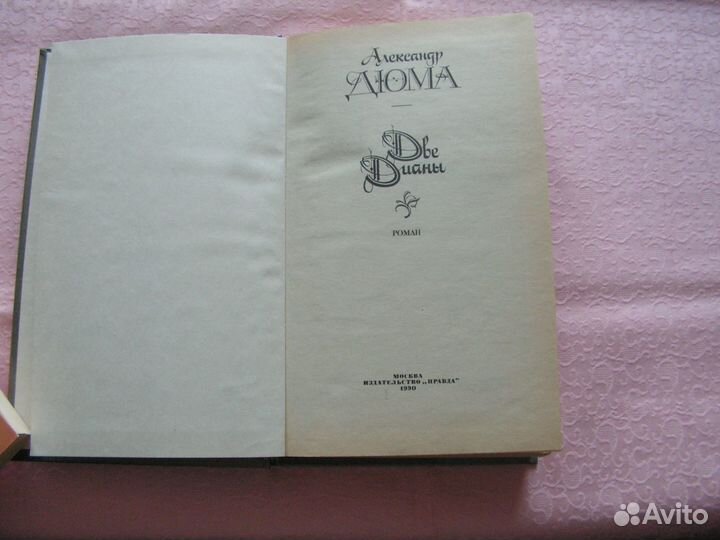 Александр
ДЮМА
Две
Дианы
РОМАН
МОСКВА
ИЗДАТЕЛЬСТВО „ПРАВДА"
1990
Avito